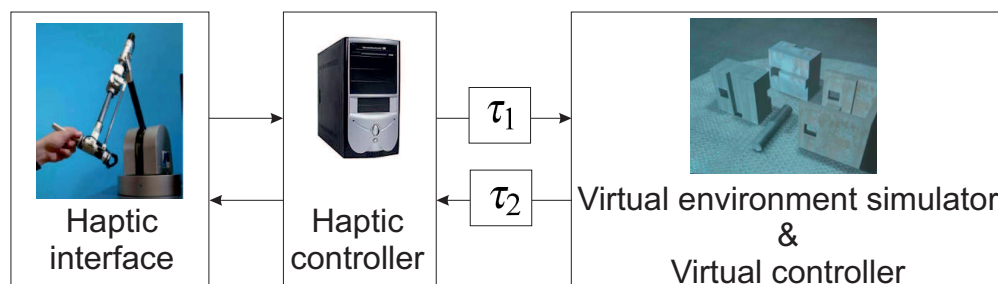 Haptic
interface
Haptic
controller
τ1
τ2
Virtual environment simulator
&
Virtual controller